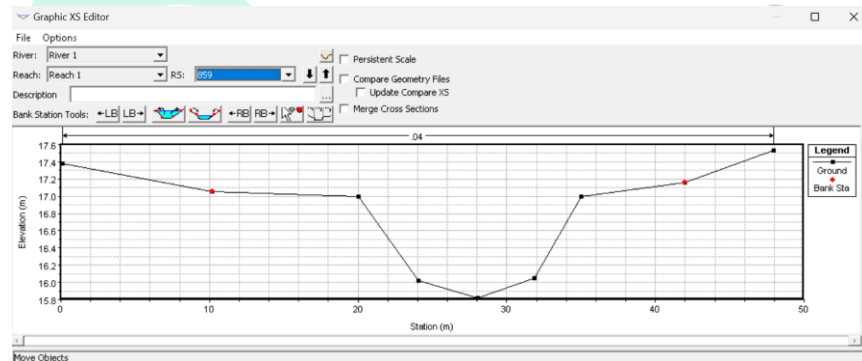 Graphic XS Editor
File Options
River: River 1
Persistent Scale
Reach: Reach 1 RS: 859
Compare Geometry Files
Description ...
Update Compare XS
Bank Station Tools: ←LB LB→ ←RB RB→
Merge Cross Sections
.04
17.6
17.4
17.2
17.0
16.8
16.6
16.4
16.2
16.0
15.8
Elevation (m)
0 10 20 30 40 50
Station (m)
Legend
Ground
Bank Sta
Move Objects